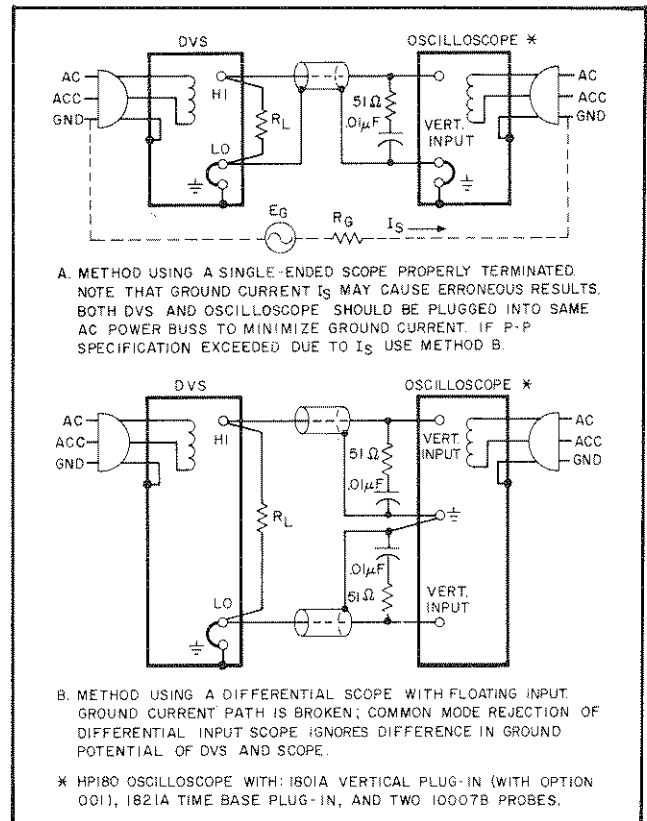 DVS
OSCILLOSCOPE *
AC
ACC
GND
HI
RL
LO
51Ω
.01µF
VERT.
INPUT
AC
ACC
GND
EG
RG
IS
A. METHOD USING A SINGLE-ENDED SCOPE PROPERLY TERMINATED.
NOTE THAT GROUND CURRENT IS MAY CAUSE ERRONEOUS RESULTS.
BOTH DVS AND OSCILLOSCOPE SHOULD BE PLUGGED INTO SAME
AC POWER BUSS TO MINIMIZE GROUND CURRENT. IF P-P
SPECIFICATION EXCEEDED DUE TO IS USE METHOD B.
DVS
OSCILLOSCOPE *
AC
ACC
GND
HI
RL
LO
51Ω
.01µF
.01µF
51Ω
VERT.
INPUT
VERT.
INPUT
AC
ACC
GND
B. METHOD USING A DIFFERENTIAL SCOPE WITH FLOATING INPUT.
GROUND CURRENT PATH IS BROKEN; COMMON MODE REJECTION OF
DIFFERENTIAL INPUT SCOPE IGNORES DIFFERENCE IN GROUND
POTENTIAL OF DVS AND SCOPE.
* HP180 OSCILLOSCOPE WITH: 1801A VERTICAL PLUG-IN (WITH OPTION
001), 1821A TIME BASE PLUG-IN, AND TWO 10007B PROBES.